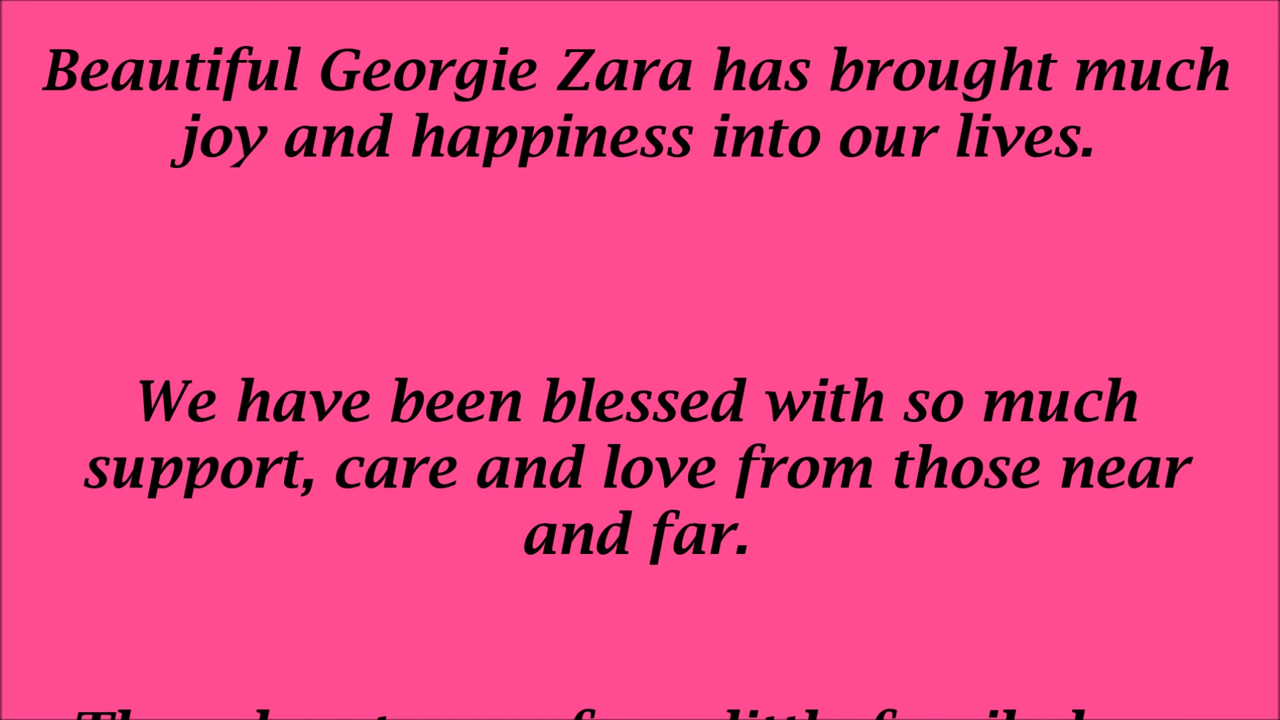 Beautiful Georgie Zara has brought much
joy and happiness into our lives.
We have been blessed with so much
support, care and love from those near
and far.